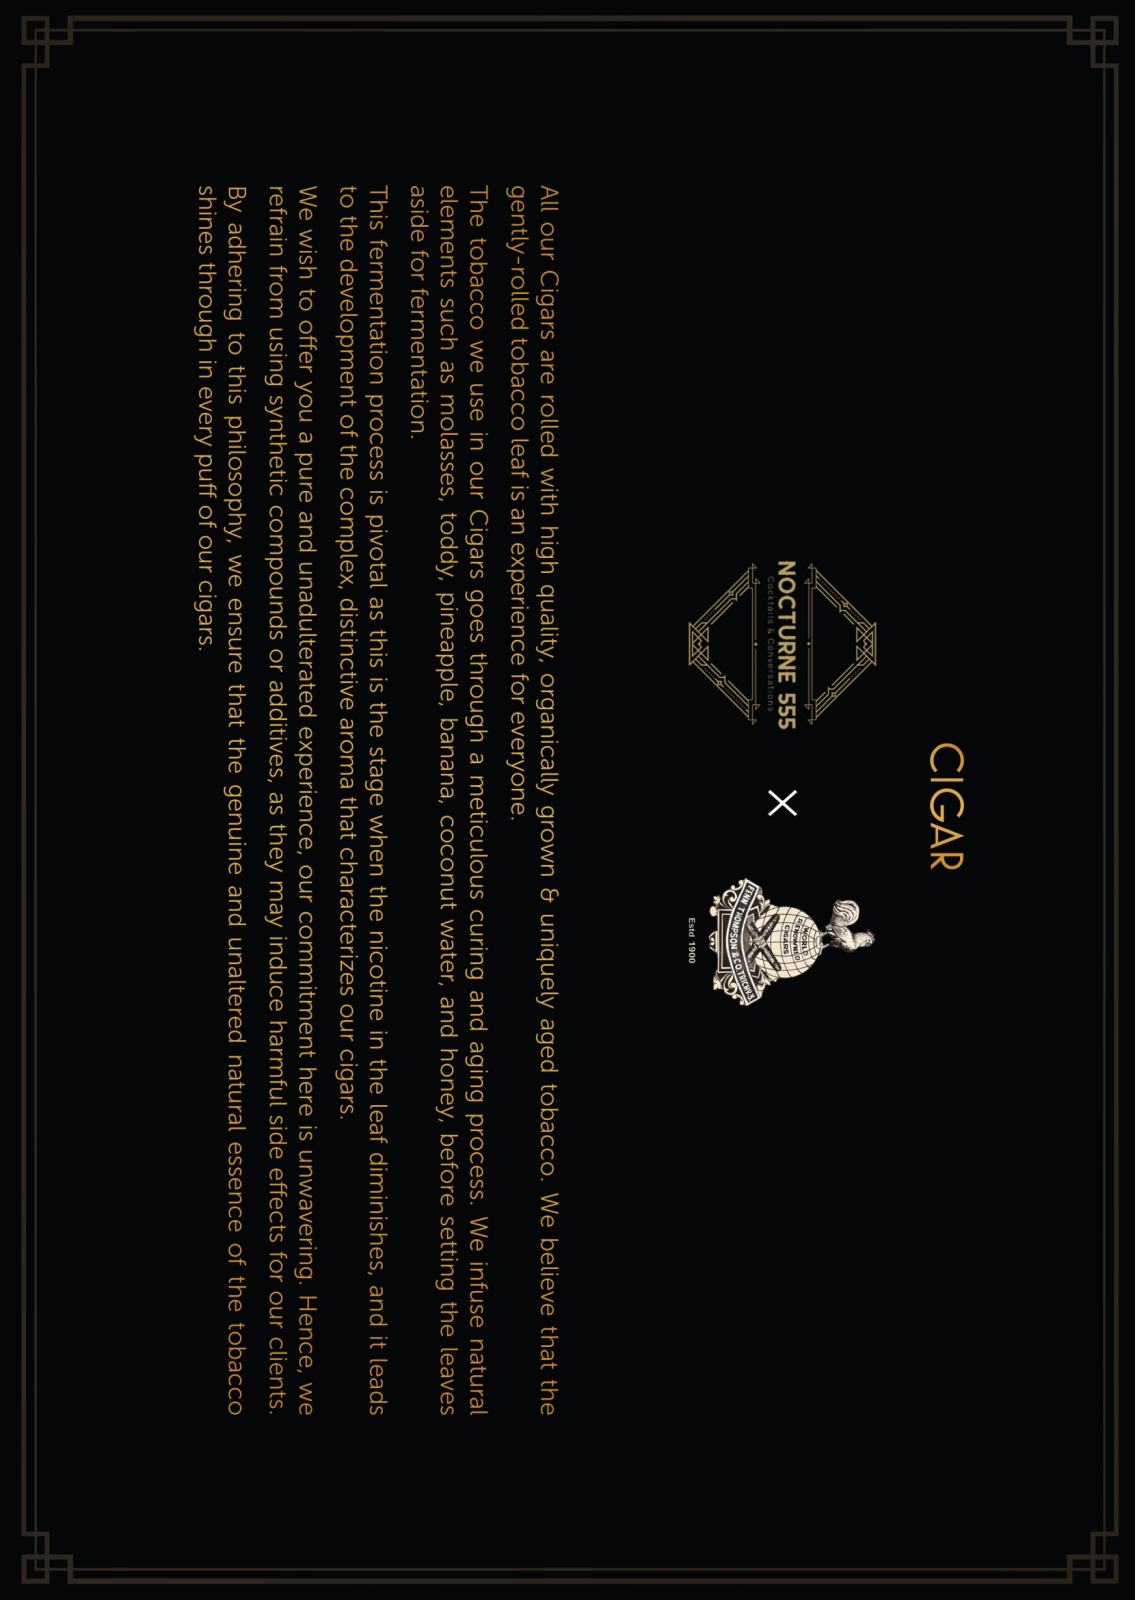 CIGAR
NOCTURNE 555
Cocktails & Conversations
X
WORLD
RENOWNED
CIGARS
FENN THOMPSON & CO. TRICHY-3.
Estd 1900
All our Cigars are rolled with high quality, organically grown & uniquely aged tobacco. We believe that the
gently-rolled tobacco leaf is an experience for everyone.
The tobacco we use in our Cigars goes through a meticulous curing and aging process. We infuse natural
elements such as molasses, toddy, pineapple, banana, coconut water, and honey, before setting the leaves
aside for fermentation.
This fermentation process is pivotal as this is the stage when the nicotine in the leaf diminishes, and it leads
to the development of the complex, distinctive aroma that characterizes our cigars.
We wish to offer you a pure and unadulterated experience, our commitment here is unwavering. Hence, we
refrain from using synthetic compounds or additives, as they may induce harmful side effects for our clients.
By adhering to this philosophy, we ensure that the genuine and unaltered natural essence of the tobacco
shines through in every puff of our cigars.